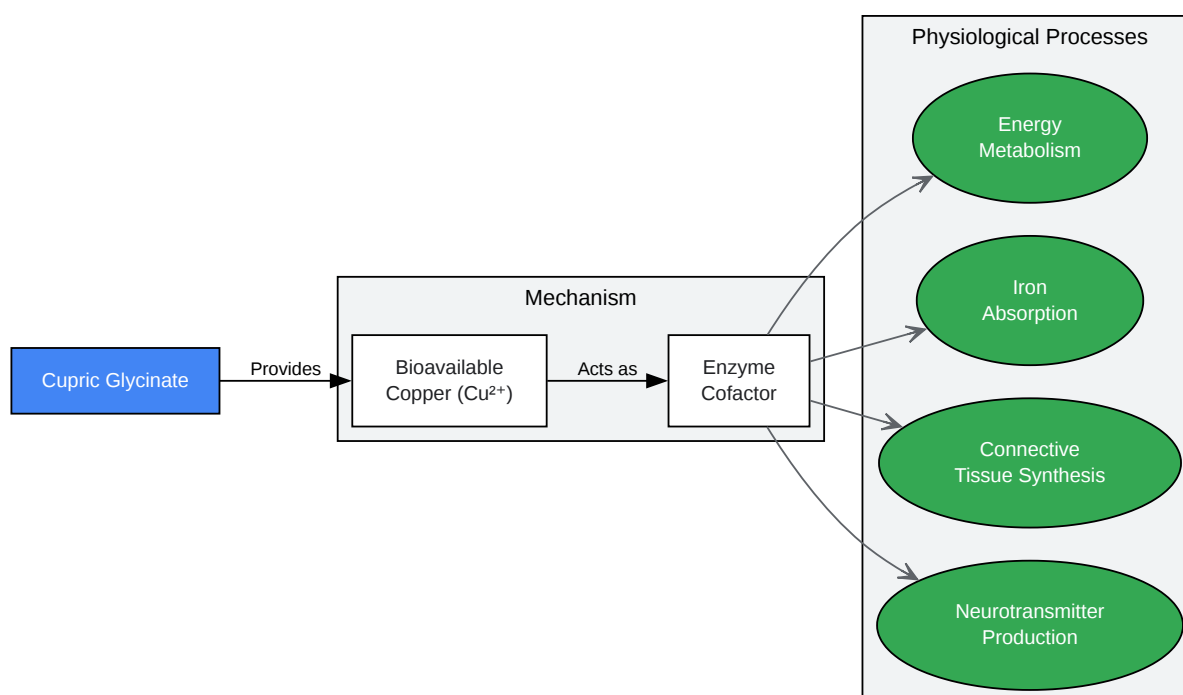 Physiological Processes
Energy
Metabolism
Iron
Absorption
Mechanism
Cupric Glycinate
Provides
Bioavailable
Copper (Cu²⁺)
Acts as
Enzyme
Cofactor
Connective
Tissue Synthesis
Neurotransmitter
Production